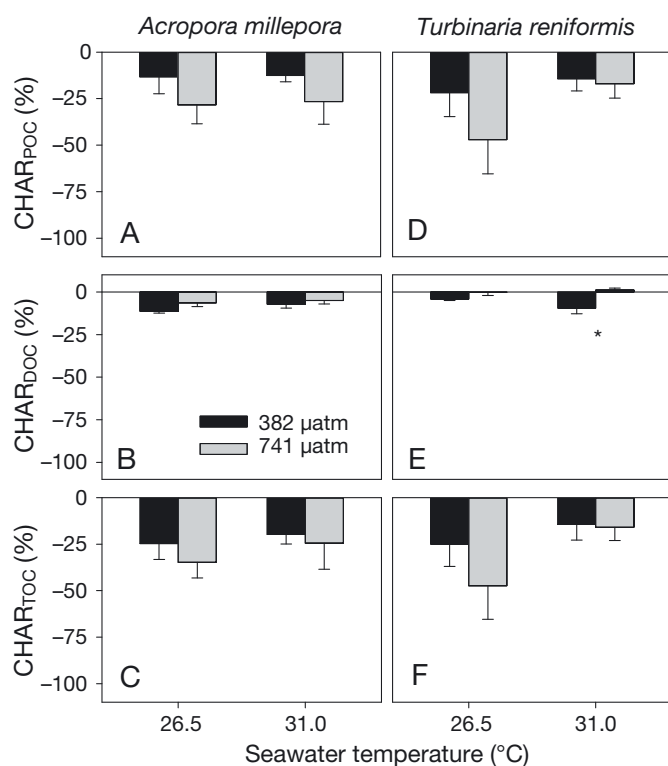 Acropora millepora Turbinaria reniformis
CHARPOC (%)
0
−25
−50
−75
−100
A
D
CHARDOC (%)
0
−25
−50
−75
−100
B
382 µatm
741 µatm
*
E
CHARTOC (%)
0
−25
−50
−75
−100
C
F
26.5 31.0 26.5 31.0
Seawater temperature (°C)